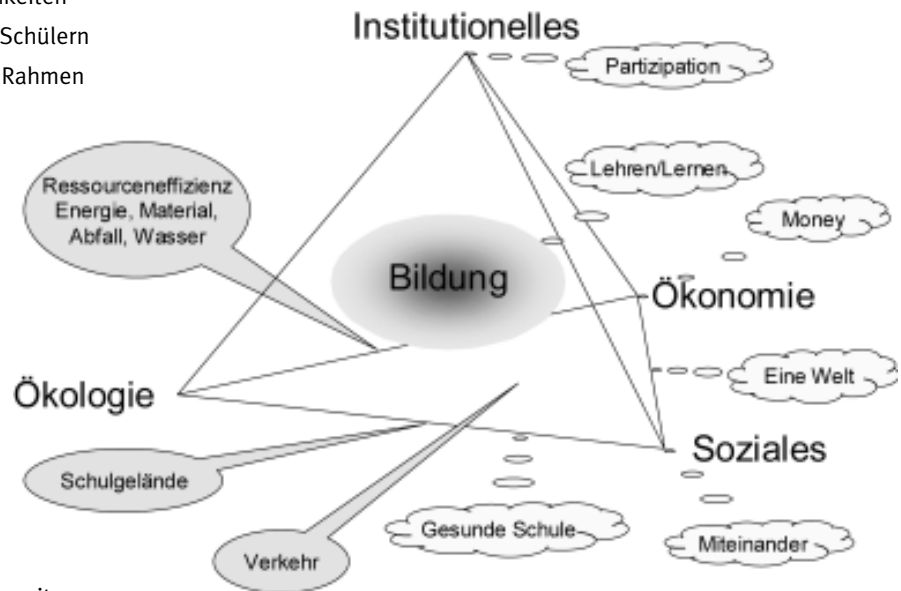 Schülern
Rahmen
Institutionelles
Partizipation
Lehren/Lernen
Money
Ressourceneffizienz
Energie, Material,
Abfall, Wasser
Bildung
Ökonomie
Eine Welt
Ökologie
Soziales
Schulgelände
Gesunde Schule
Miteinander
Verkehr